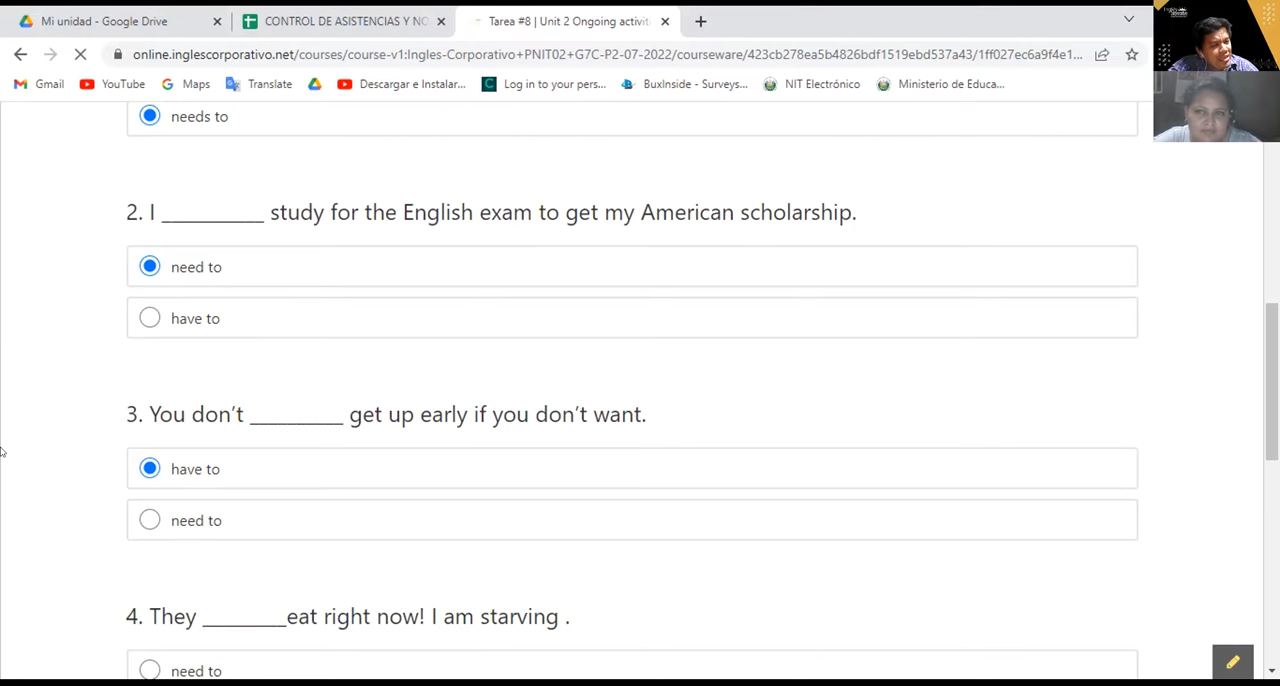 Mi unidad - Google Drive
CONTROL DE ASISTENCIAS Y NO
Tarea #8 | Unit 2 Ongoing activit
online.inglescorporativo.net/courses/course-v1:Ingles-Corporativo+PNIT02+G7C-P2-07-2022/courseware/423cb278ea5b4826bdf1519ebd537a43/1ff027ec6a9f4e1...
Gmail
YouTube
Maps
Translate
Descargar e Instalar...
Log in to your pers...
BuxInside - Surveys...
NIT Electrónico
Ministerio de Educa...
needs to
2. I __________ study for the English exam to get my American scholarship.
need to
have to
3. You don’t _________ get up early if you don’t want.
have to
need to
4. They ________eat right now! I am starving .
need to